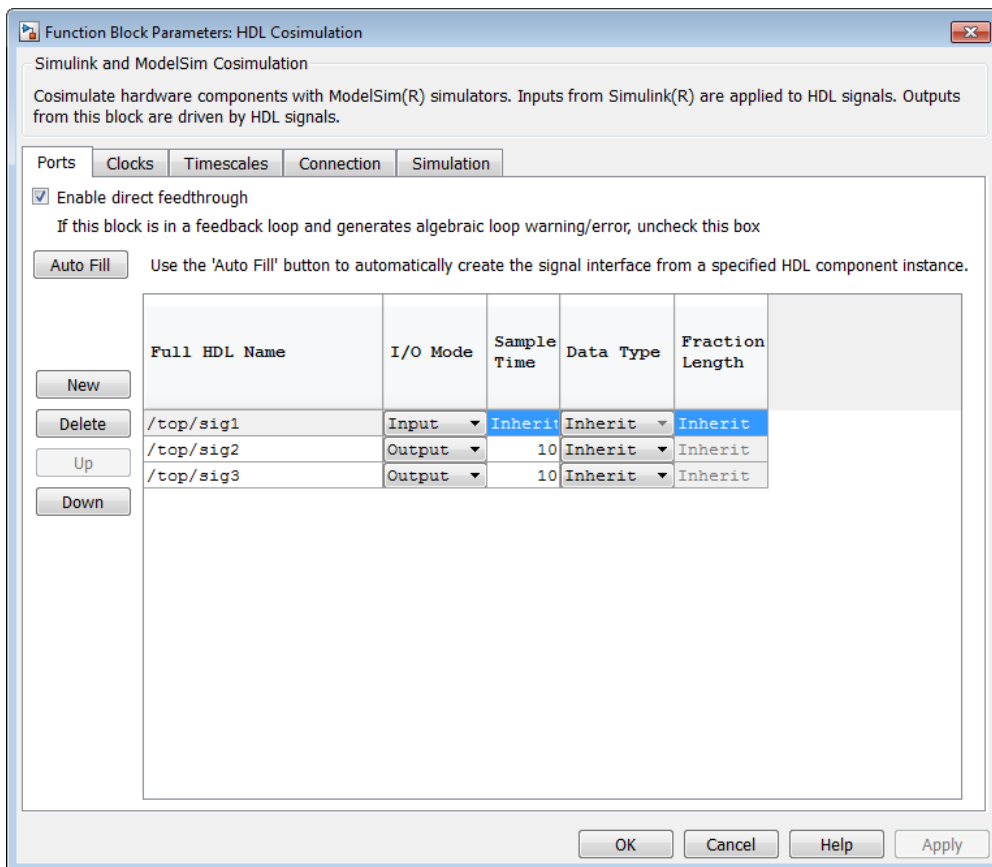 Function Block Parameters: HDL Cosimulation
Simulink and ModelSim Cosimulation
Cosimulate hardware components with ModelSim(R) simulators. Inputs from Simulink(R) are applied to HDL signals. Outputs
from this block are driven by HDL signals.
Ports Clocks Timescales Connection Simulation
Enable direct feedthrough
If this block is in a feedback loop and generates algebraic loop warning/error, uncheck this box
Auto Fill Use the 'Auto Fill' button to automatically create the signal interface from a specified HDL component instance.
Full HDL Name I/O Mode Sample Time Data Type Fraction Length
New
Delete /top/sig1 Input Inherit Inherit Inherit
/top/sig2 Output 10 Inherit Inherit
Up
/top/sig3 Output 10 Inherit Inherit
Down
OK Cancel Help Apply